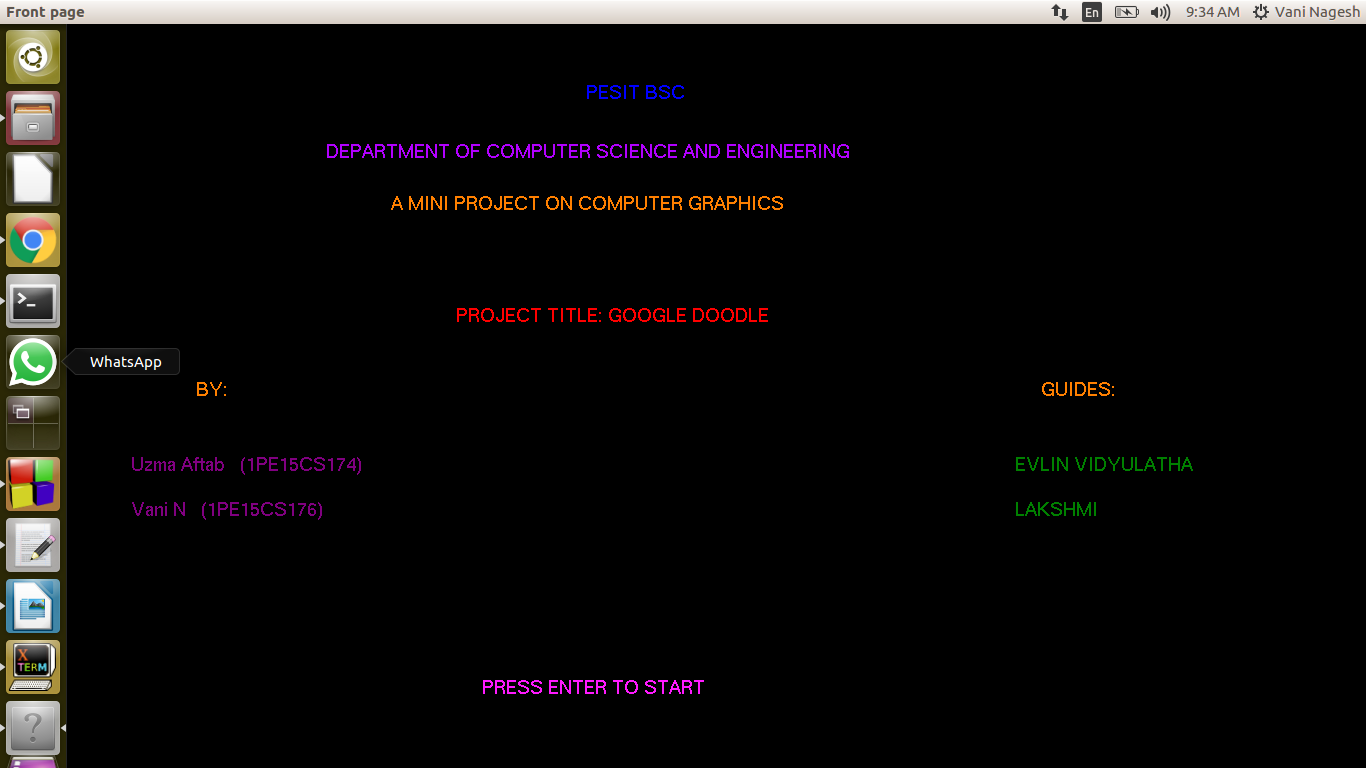 Front page
En
9:34 AM
Vani Nagesh
PESIT BSC
DEPARTMENT OF COMPUTER SCIENCE AND ENGINEERING
A MINI PROJECT ON COMPUTER GRAPHICS
PROJECT TITLE: GOOGLE DOODLE
WhatsApp
BY:
GUIDES:
Uzma Aftab (1PE15CS174)
EVLIN VIDYULATHA
Vani N (1PE15CS176)
LAKSHMI
X
TERM
PRESS ENTER TO START
?